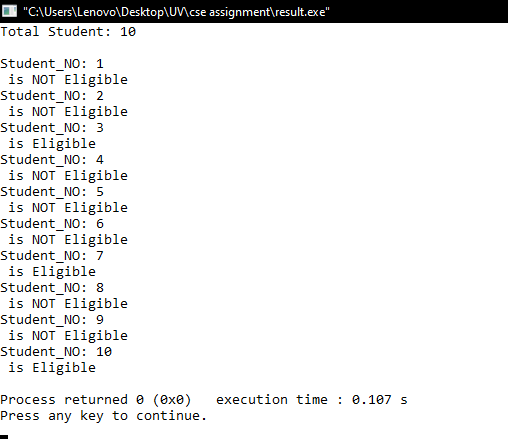 "C:\Users\Lenovo\Desktop\UV\cse assignment\result.exe"
Total Student: 10
Student_NO: 1
is NOT Eligible
Student_NO: 2
is NOT Eligible
Student_NO: 3
is Eligible
Student_NO: 4
is NOT Eligible
Student_NO: 5
is NOT Eligible
Student_NO: 6
is NOT Eligible
Student_NO: 7
is Eligible
Student_NO: 8
is NOT Eligible
Student_NO: 9
is NOT Eligible
Student_NO: 10
is Eligible
Process returned 0 (0x0)   execution time : 0.107 s
Press any key to continue.